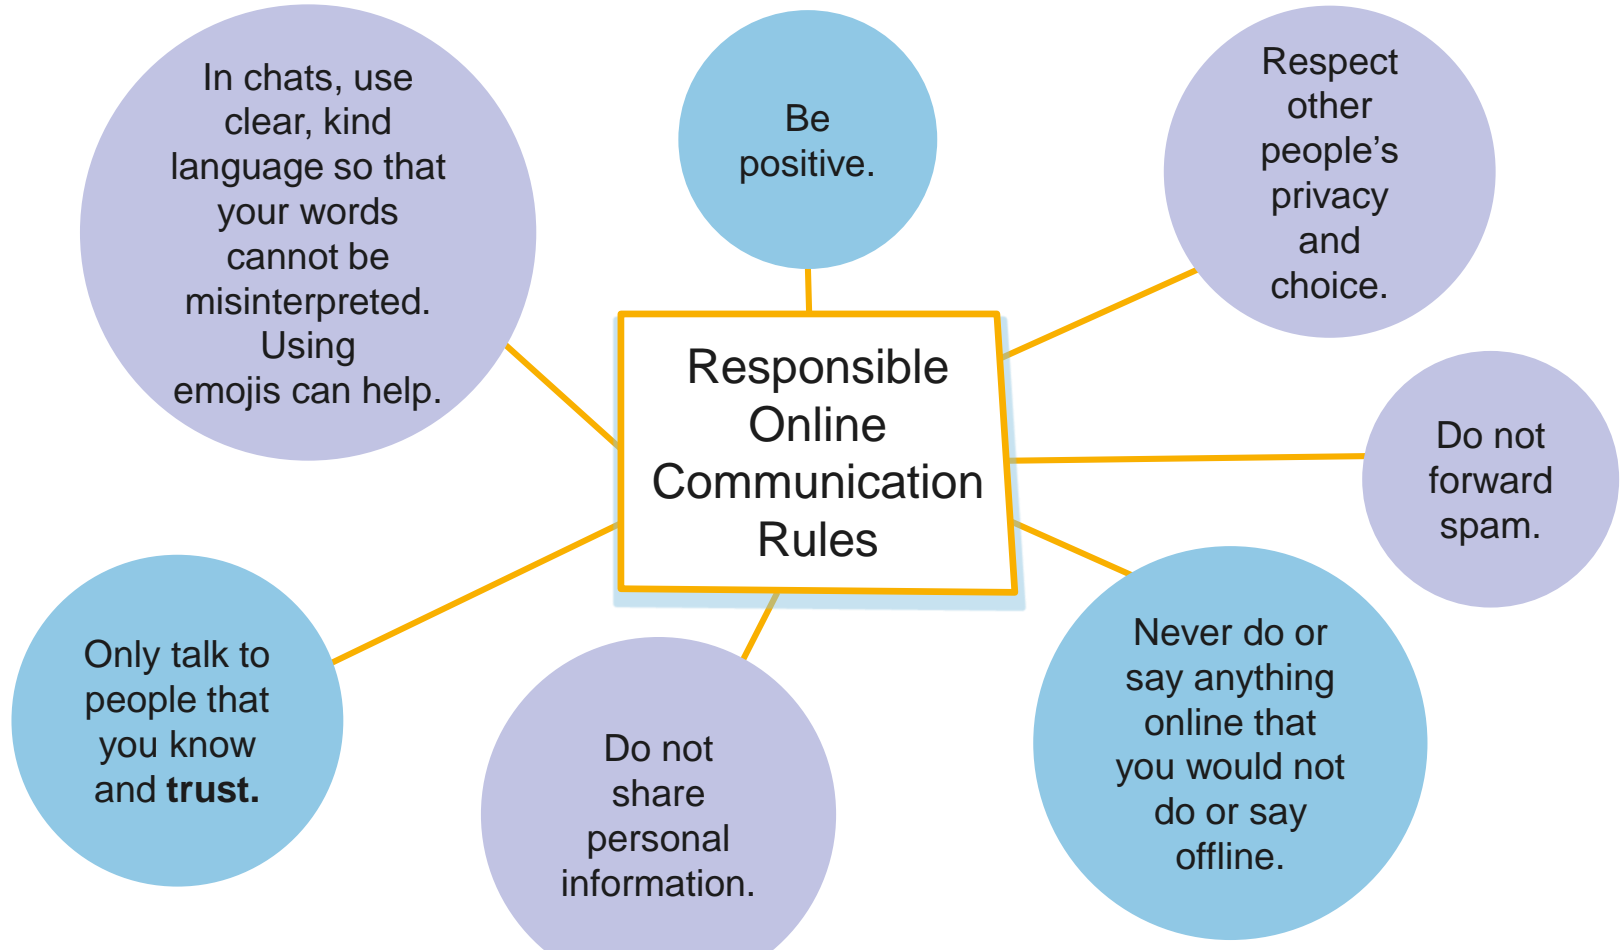 In chats, use
clear, kind
language so that
your words
cannot be
misinterpreted.
Using
emojis can help.
Be
positive.
Respect
other
people’s
privacy
and
choice.
Responsible
Online
Communication
Rules
Do not
forward
spam.
Only talk to
people that
you know
and trust.
Do not
share
personal
information.
Never do or
say anything
online that
you would not
do or say
offline.